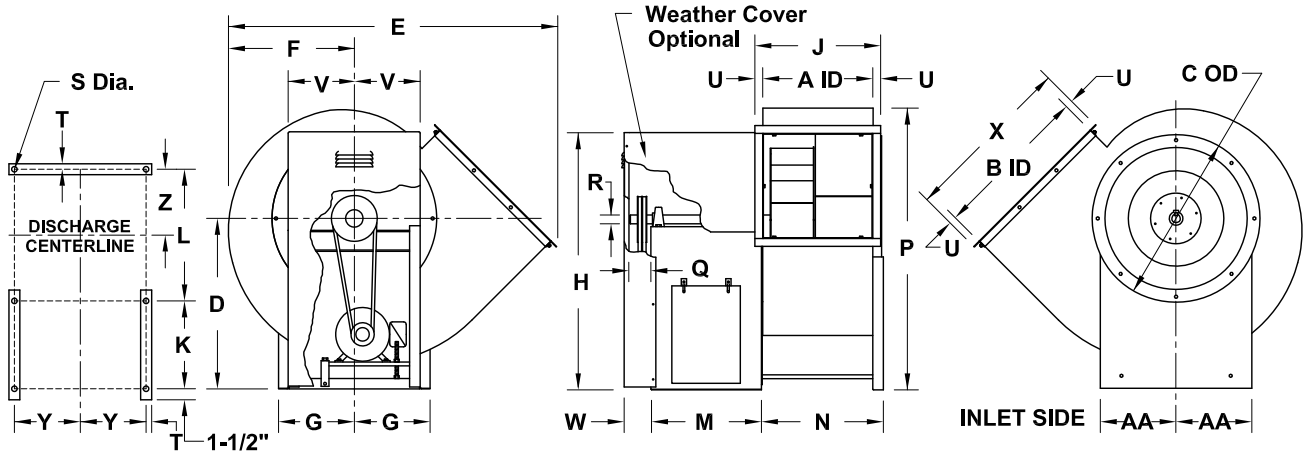 E
F
V V
S Dia.
T
Z
DISCHARGE
CENTERLINE
L
D
K
Y Y
T 1-1/2"
G G
Weather Cover
Optional
J
U A ID U
R
Q
H
P
W M N
C OD
U
X
B ID
U
INLET SIDE
AA AA